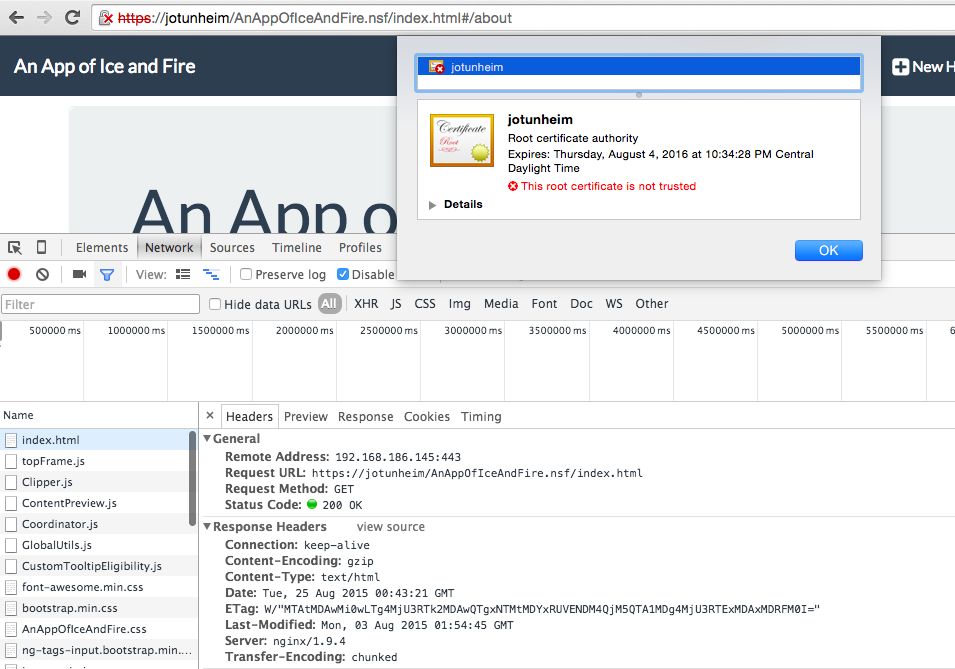 https://jotunheim/AnAppOfIceAndFire.nsf/index.html#/about
An App of Ice and Fire
New H
jotunheim
Certificate
Root
jotunheim
Root certificate authority
Expires: Thursday, August 4, 2016 at 10:34:28 PM Central
Daylight Time
This root certificate is not trusted
Details
OK
An App o
Elements Network Sources Timeline Profiles
View: Preserve log Disable
Filter Hide data URLs All XHR JS CSS Img Media Font Doc WS Other
500000 ms 1000000 ms 1500000 ms 2000000 ms 2500000 ms 3000000 ms 3500000 ms 4000000 ms 4500000 ms 5000000 ms 5500000 ms 6
Name
× Headers Preview Response Cookies Timing
index.html
topFrame.js
Clipper.js
ContentPreview.js
Coordinator.js
GlobalUtils.js
CustomTooltipEligibility.js
font-awesome.min.css
bootstrap.min.css
AnAppOfIceAndFire.css
ng-tags-input.bootstrap.min....
General
Remote Address: 192.168.186.145:443
Request URL: https://jotunheim/AnAppOfIceAndFire.nsf/index.html
Request Method: GET
Status Code: 200 OK
Response Headers view source
Connection: keep-alive
Content-Encoding: gzip
Content-Type: text/html
Date: Tue, 25 Aug 2015 00:43:21 GMT
ETag: W/"MTAtMDAwMi0wLTg4MjU3RTk2MDAwQTgxNTMtMDYxRUVENDM4QjM5QTA1MDg4MjU3RTExMDAxMDRFM0I="
Last-Modified: Mon, 03 Aug 2015 01:54:45 GMT
Server: nginx/1.9.4
Transfer-Encoding: chunked